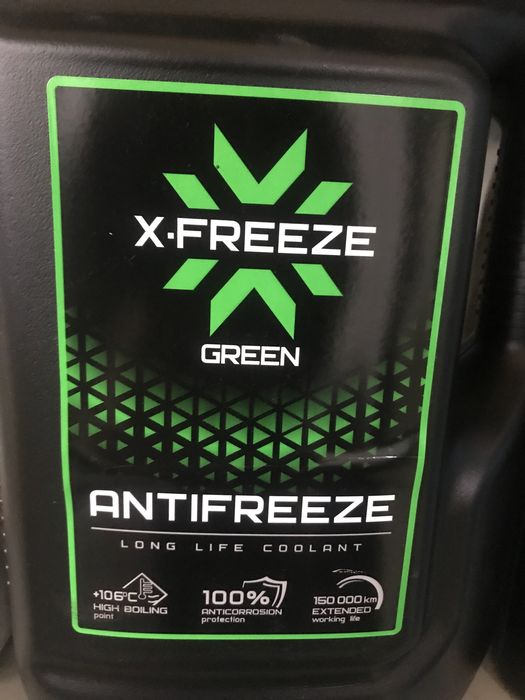 X·FREEZE
GREEN
ANTIFREEZE
LONG LIFE COOLANT
+106°C
HIGH BOILING
point
100%
ANTICORROSION
protection
150 000 km
EXTENDED
working life